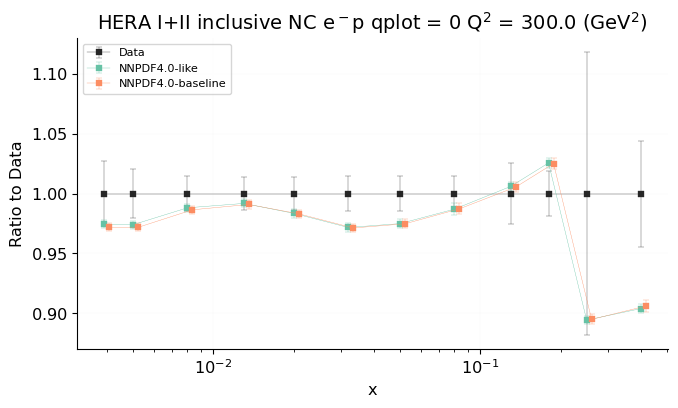 HERA I+II inclusive NC e⁻p qplot = 0 Q² = 300.0 (GeV²)
Data
NNPDF4.0-like
NNPDF4.0-baseline
Ratio to Data
1.10
1.05
1.00
0.95
0.90
10⁻² 10⁻¹
x